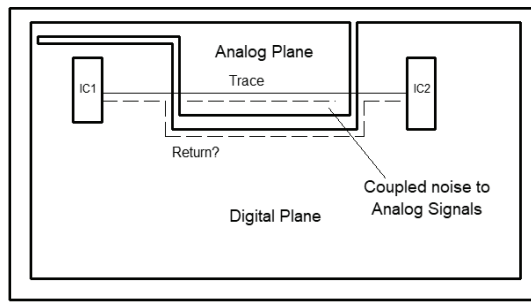 Analog Plane
IC1
Trace
IC2
Return?
Coupled noise to
Analog Signals
Digital Plane